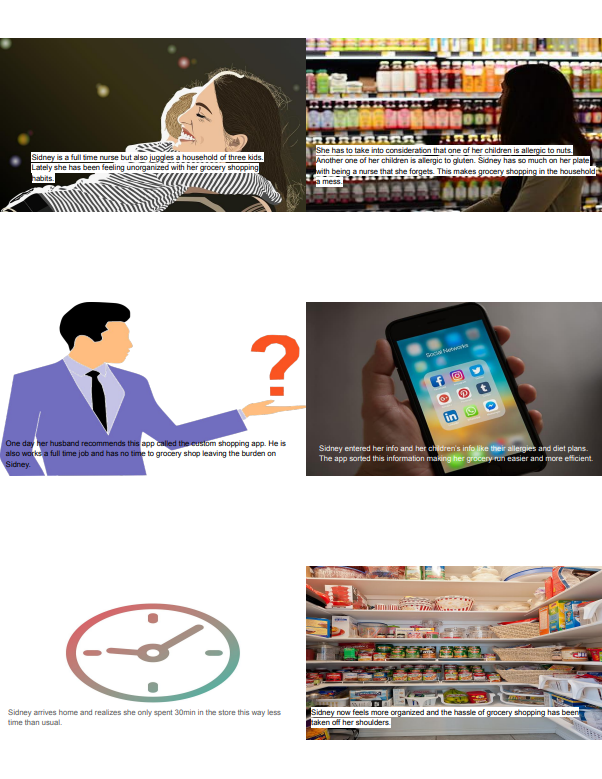 Sidney is a full time nurse but also juggles a household of three kids.
Lately she has been feeling unorganized with her grocery shopping
habits.
She has to take into consideration that one of her children is allergic to nuts.
Another one of her children is allergic to gluten. Sidney has so much on her plate
with being a nurse that she forgets. This makes grocery shopping in the household
a mess.
?
One day her husband recommends this app called the custom shopping app. He is
also works a full time job and has no time to grocery shop leaving the burden on
Sidney.
Social Networks
Sidney entered her info and her children's info like their allergies and diet plans.
The app sorted this information making her grocery run easier and more efficient.
Sidney arrives home and realizes she only spent 30min in the store this way less
time than usual.
Sidney now feels more organized and the hassle of grocery shopping has been
taken off her shoulders.